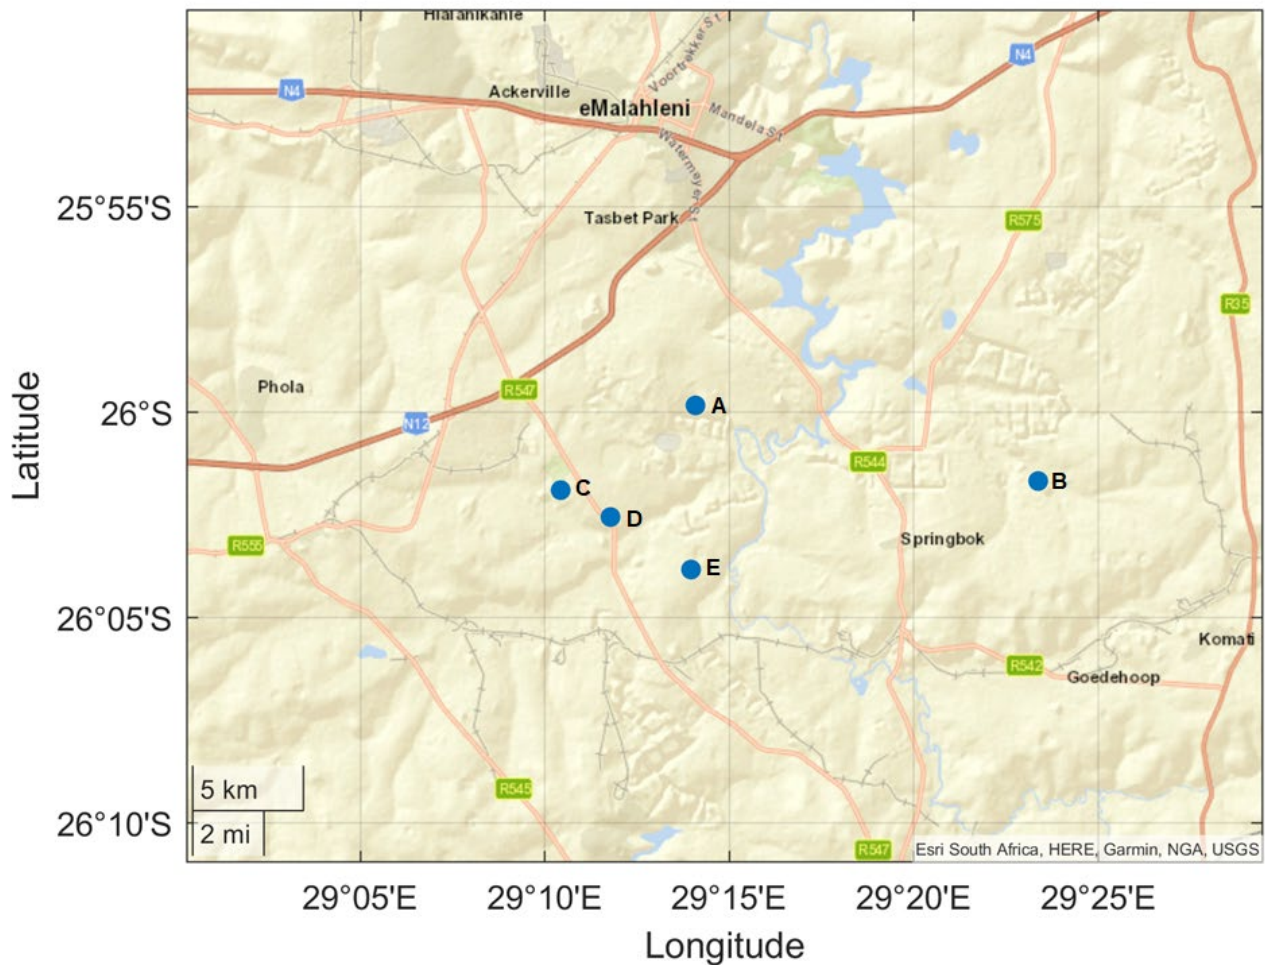 Hlalanikahle
Voortrekker St
N4
N4
Ackerville
eMalahleni
Mandela St
Watermeyer St
25°55'S
Tasbet Park
R575
R35
Phola
R547
26°S
A
N12
R544
C
B
D
Springbok
R555
E
26°05'S
Komati
R542
Goedehoop
5 km
R545
26°10'S
2 mi
R547
Esri South Africa, HERE, Garmin, NGA, USGS
29°05'E 29°10'E 29°15'E 29°20'E 29°25'E
Longitude
Latitude